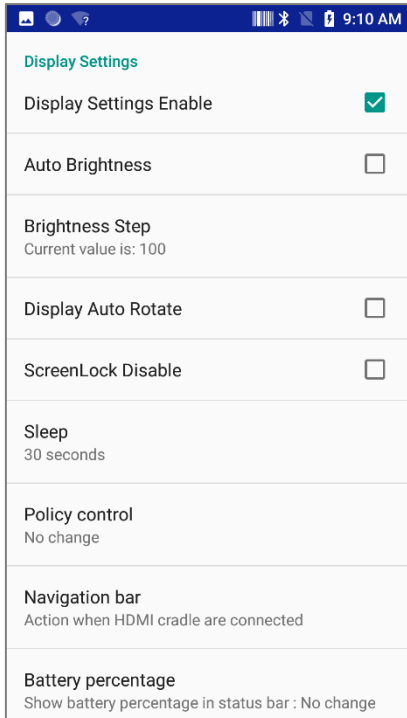 9:10 AM
Display Settings
Display Settings Enable
Auto Brightness
Brightness Step
Current value is: 100
Display Auto Rotate
ScreenLock Disable
Sleep
30 seconds
Policy control
No change
Navigation bar
Action when HDMI cradle are connected
Battery percentage
Show battery percentage in status bar : No change